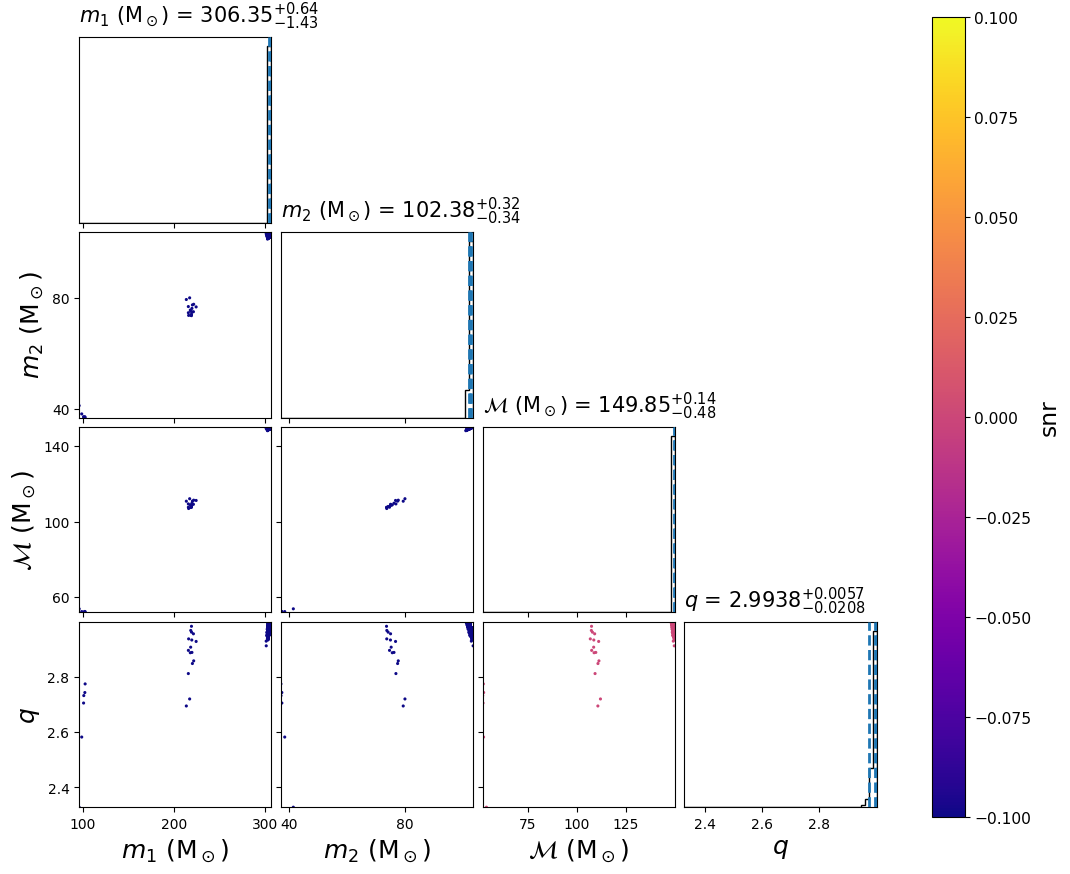 m₁ (M⊙) = 306.35 +0.64 −1.43
0.100
0.075
0.050
0.025
0.000
−0.025
−0.050
−0.075
−0.100
snr
m₂ (M⊙) = 102.38 +0.32 −0.34
m₂ (M⊙)
80
40
ℳ (M⊙) = 149.85 +0.14 −0.48
ℳ (M⊙)
140
100
60
q = 2.9938 +0.0057 −0.0208
q
2.8
2.6
2.4
100 200 300 40 80 75 100 125 2.4 2.6 2.8
m₁ (M⊙) m₂ (M⊙) ℳ (M⊙) q